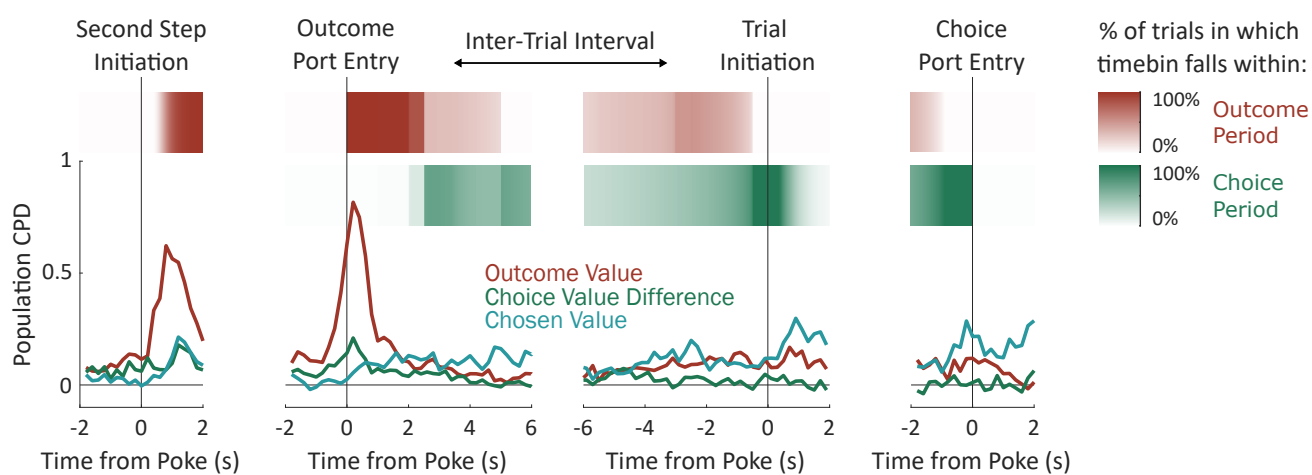 Second Step
Initiation
Outcome
Port Entry
Inter-Trial Interval
Trial
Initiation
Choice
Port Entry
% of trials in which
timebin falls within:
100%
0%
Outcome
Period
100%
0%
Choice
Period
Population CPD
1
0.5
0
Outcome Value
Choice Value Difference
Chosen Value
-2 0 2
-2 0 2 4 6
-6 -4 -2 0 2
-2 0 2
Time from Poke (s)
Time from Poke (s)
Time from Poke (s)
Time from Poke (s)